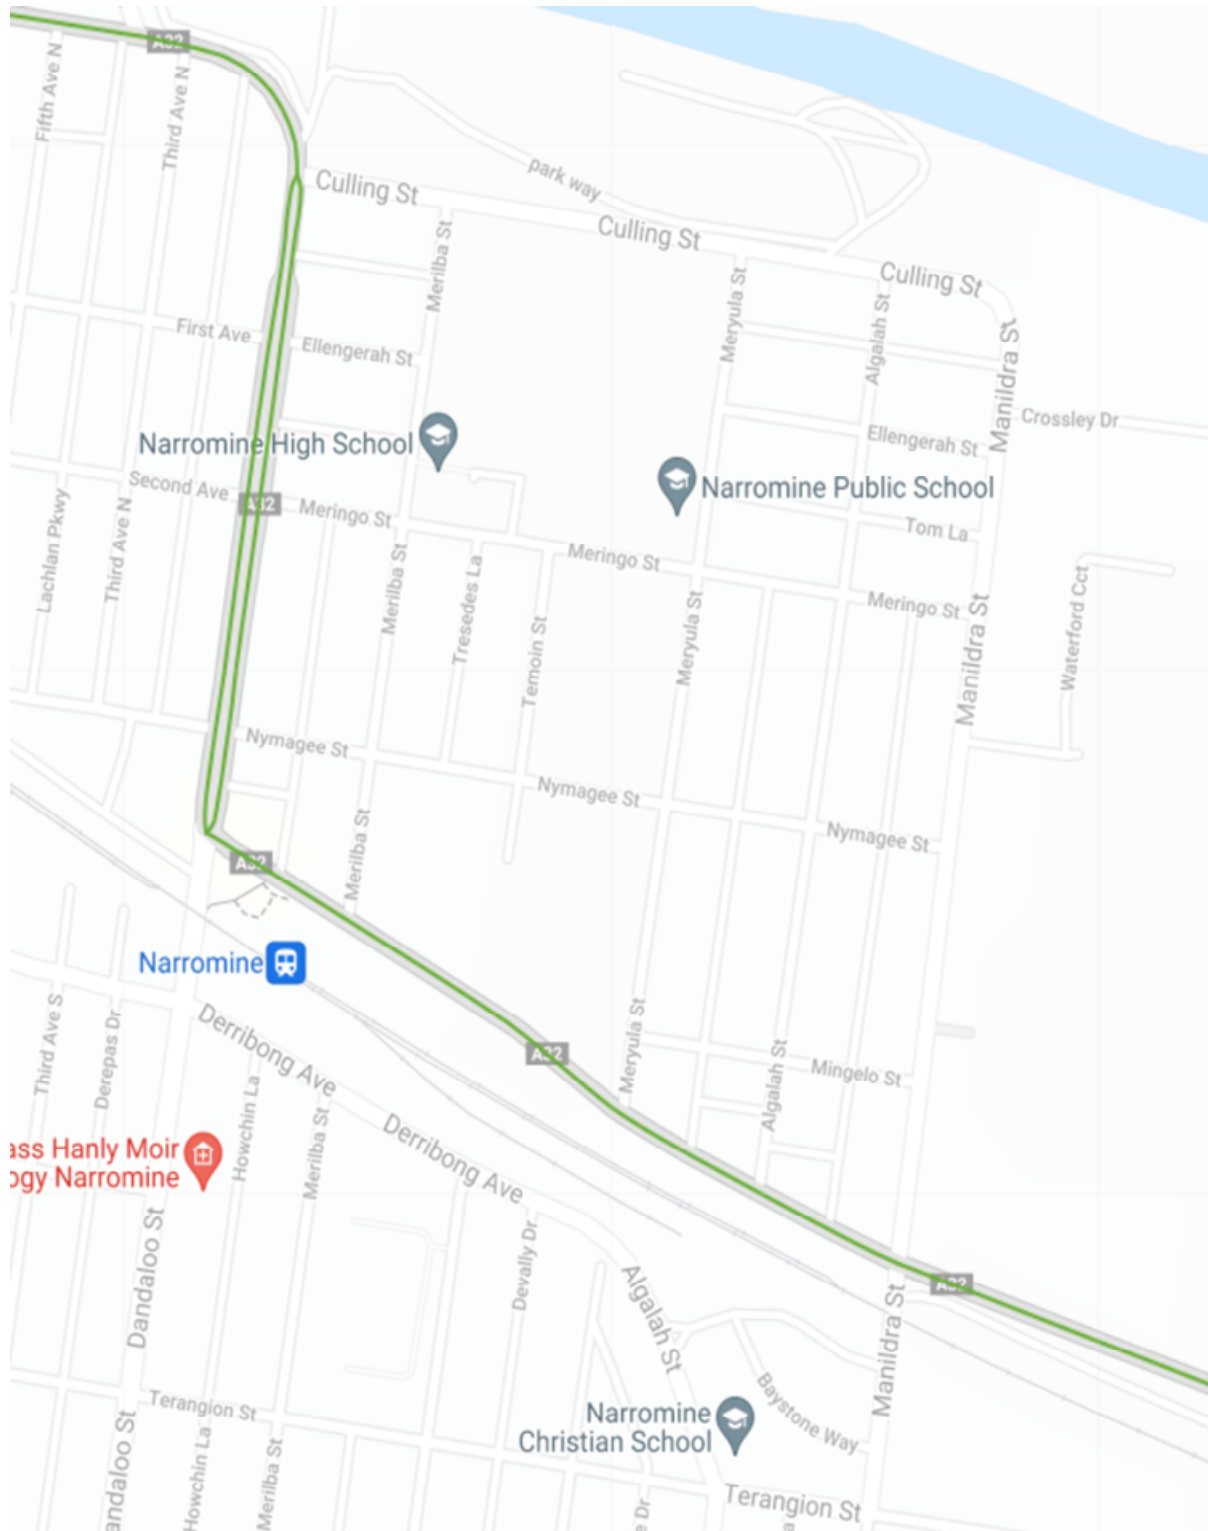 A32
Fifth Ave N
Third Ave N
park way
Culling St
Culling St
Culling St
Merilba St
Meryula St
Algalah St
First Ave
Ellengerah St
Manildra St
Crossley Dr
Narromine High School
Ellengerah St
Second Ave
A32
Meringo St
Narromine Public School
Tom La
Lachlan Pkwy
Third Ave N
Merilba St
Tresedes La
Meringo St
Temoin St
Meryula St
Meringo St
Manildra St
Waterford Cct
Nymagee St
Nymagee St
Nymagee St
Merilba St
A32
Narromine
Derribong Ave
Third Ave S
Derepas Dr
A32
Meryula St
Algalah St
Mingelo St
Howchin La
Merilba St
Derribong Ave
ass Hanly Moir
ogy Narromine
Dandaloo St
Devally Dr
Algalah St
A32
Manildra St
Terangion St
andaloo St
Howchin La
Merilba St
Narromine
Christian School
Baystone Way
Terangion St
e Dr
a